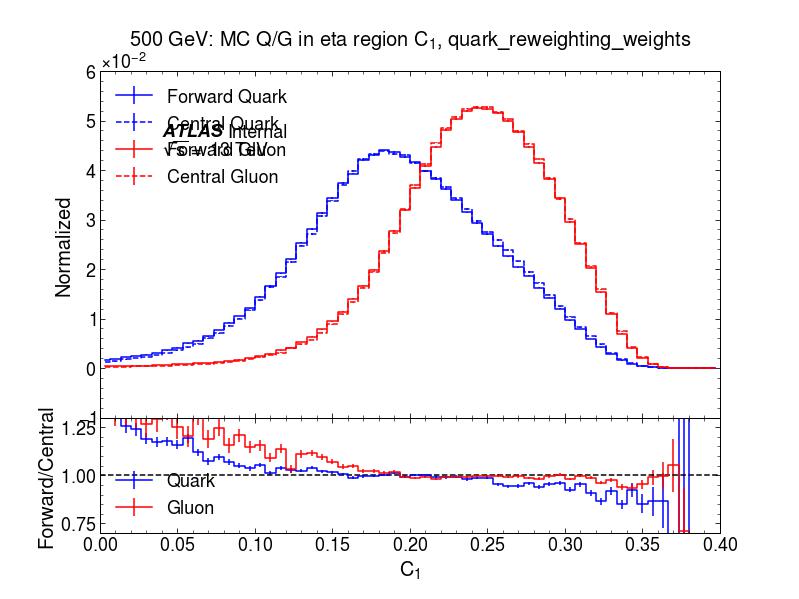 500 GeV: MC Q/G in eta region C₁, quark_reweighting_weights
×10⁻²
6
5
4
3
2
1
0
−1
Normalized
Forward Quark
Central Quark
ATLAS Internal
√s = 13 TeV
Forward Gluon
Central Gluon
1.25
1.00
0.75
Forward/Central
Quark
Gluon
0.00 0.05 0.10 0.15 0.20 0.25 0.30 0.35 0.40
C₁